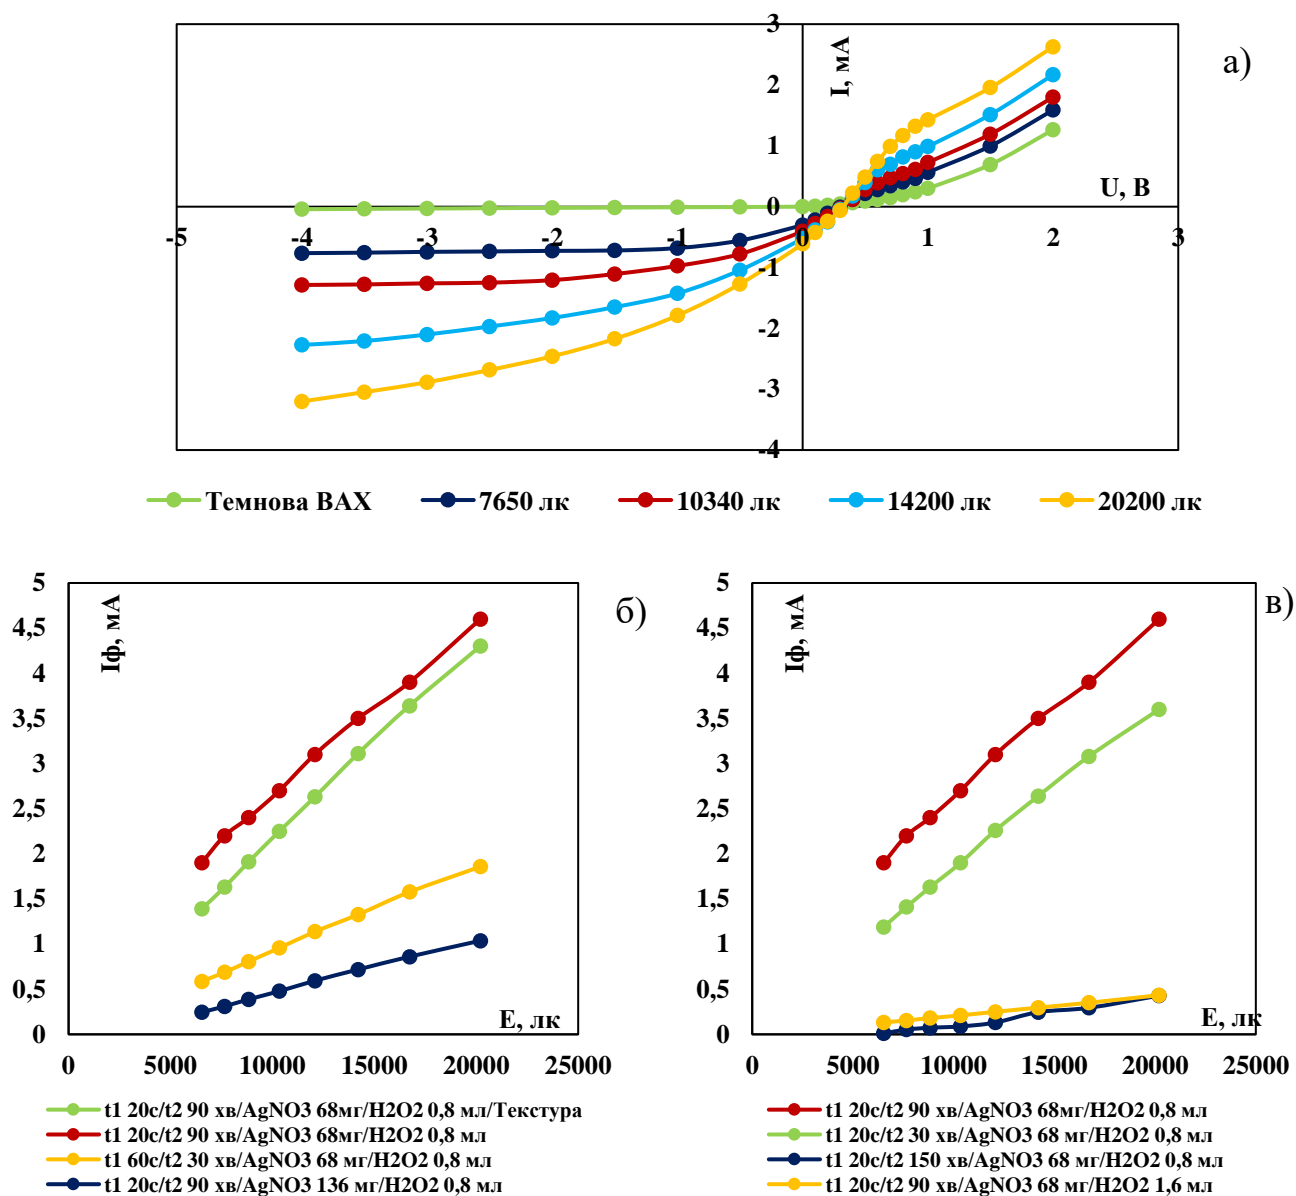 3
I, мА
а)
2
1
U, В
0
-5
-4
-3
-2
-1
0
1
2
3
-1
-2
-3
-4
Темнова ВАХ
7650 лк
10340 лк
14200 лк
20200 лк
5
4,5
4
3,5
3
2,5
2
1,5
1
0,5
0
Iф, мА
б)
E, лк
0
5000
10000
15000
20000
25000
t1 20с/t2 90 хв/AgNO3 68мг/H2O2 0,8 мл/Текстура
t1 20с/t2 90 хв/AgNO3 68мг/H2O2 0,8 мл
t1 60с/t2 30 хв/AgNO3 68 мг/H2O2 0,8 мл
t1 20с/t2 90 хв/AgNO3 136 мг/H2O2 0,8 мл
5
4,5
4
3,5
3
2,5
2
1,5
1
0,5
0
Iф, мА
в)
E, лк
0
5000
10000
15000
20000
25000
t1 20с/t2 90 хв/AgNO3 68мг/H2O2 0,8 мл
t1 20с/t2 30 хв/AgNO3 68 мг/H2O2 0,8 мл
t1 20с/t2 150 хв/AgNO3 68 мг/H2O2 0,8 мл
t1 20с/t2 90 хв/AgNO3 68 мг/H2O2 1,6 мл